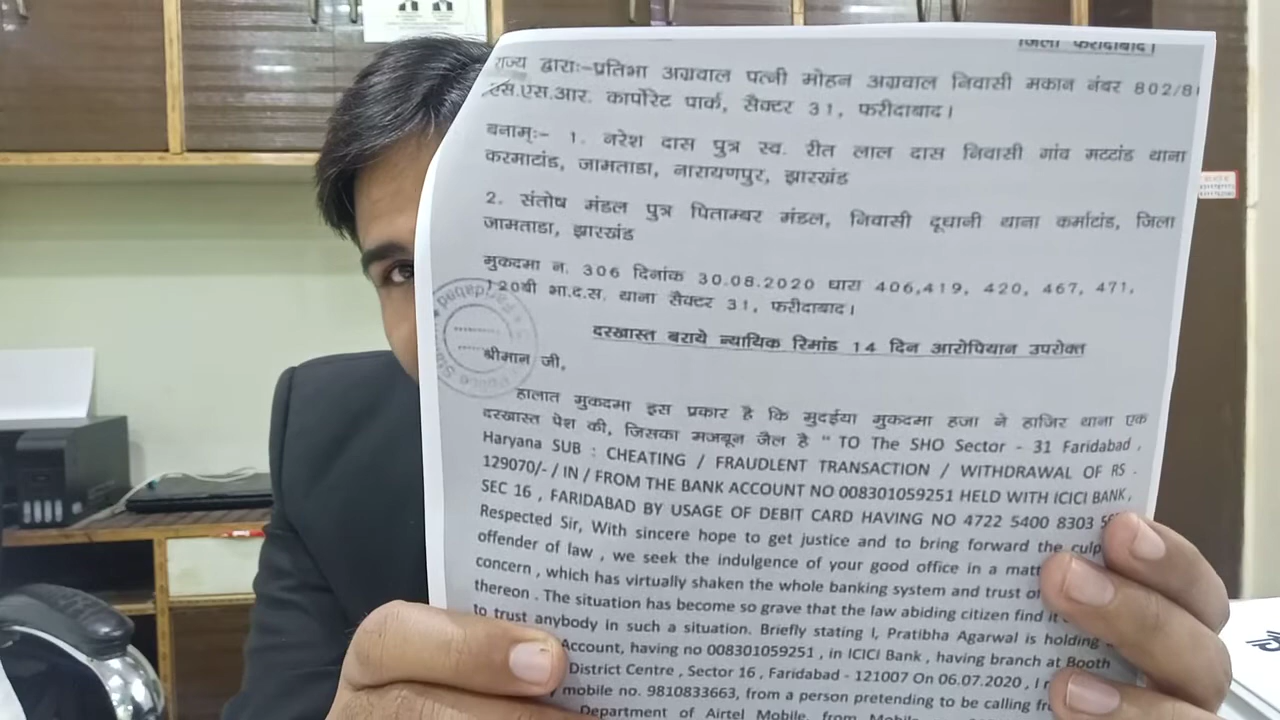 जिला फरीदाबाद।
राज्य द्वाराः-प्रतिभा अग्रवाल पत्नी मोहन अग्रवाल निवासी मकान नंबर 802/8
एस.एस.आर. कार्पोरेट पार्क, सैक्टर 31, फरीदाबाद।
बनाम्ः- 1. नरेश दास पुत्र स्व. रीत लाल दास निवासी गांव मटटांड थाना
करमाटांड, जामताडा, नारायणपुर, झारखंड
2. संतोष मंडल पुत्र पिताम्बर मंडल, निवासी दूधानी थाना कर्माटांड, जिला
जामताडा, झारखंड
मुकदमा न. 306 दिनांक 30.08.2020 धारा 406,419, 420, 467, 471,
120बी भा.द.स. थाना सैक्टर 31, फरीदाबाद।
दरखास्त बराये न्यायिक रिमांड 14 दिन आरोपियान उपरोक्त
श्रीमान जी,
हालात मुकदमा इस प्रकार है कि मुदईया मुकदमा हजा ने हाजिर थाना एक
दरखास्त पेश की, जिसका मजबून जैल है " TO The SHO Sector - 31 Faridabad ,
Haryana SUB : CHEATING / FRAUDLENT TRANSACTION / WITHDRAWAL OF RS .
129070/- / IN / FROM THE BANK ACCOUNT NO 008301059251 HELD WITH ICICI BANK ,
SEC 16 , FARIDABAD BY USAGE OF DEBIT CARD HAVING NO 4722 5400 8303
Respected Sir, With sincere hope to get justice and to bring forward the
offender of law , we seek the indulgence of your good office in a
concern , which has virtually shaken the whole banking system and trust
thereon . The situation has become so grave that the law abiding citizen find
to trust anybody in such a situation. Briefly stating I, Pratibha Agarwal is holding
Account, having no 008301059251 , in ICICI Bank , having branch at Booth
District Centre , Sector 16 , Faridabad - 121007 On 06.07.2020 , I
mobile no. 9810833663, from a person pretending to be calling
Department of Airtel Mobile, from